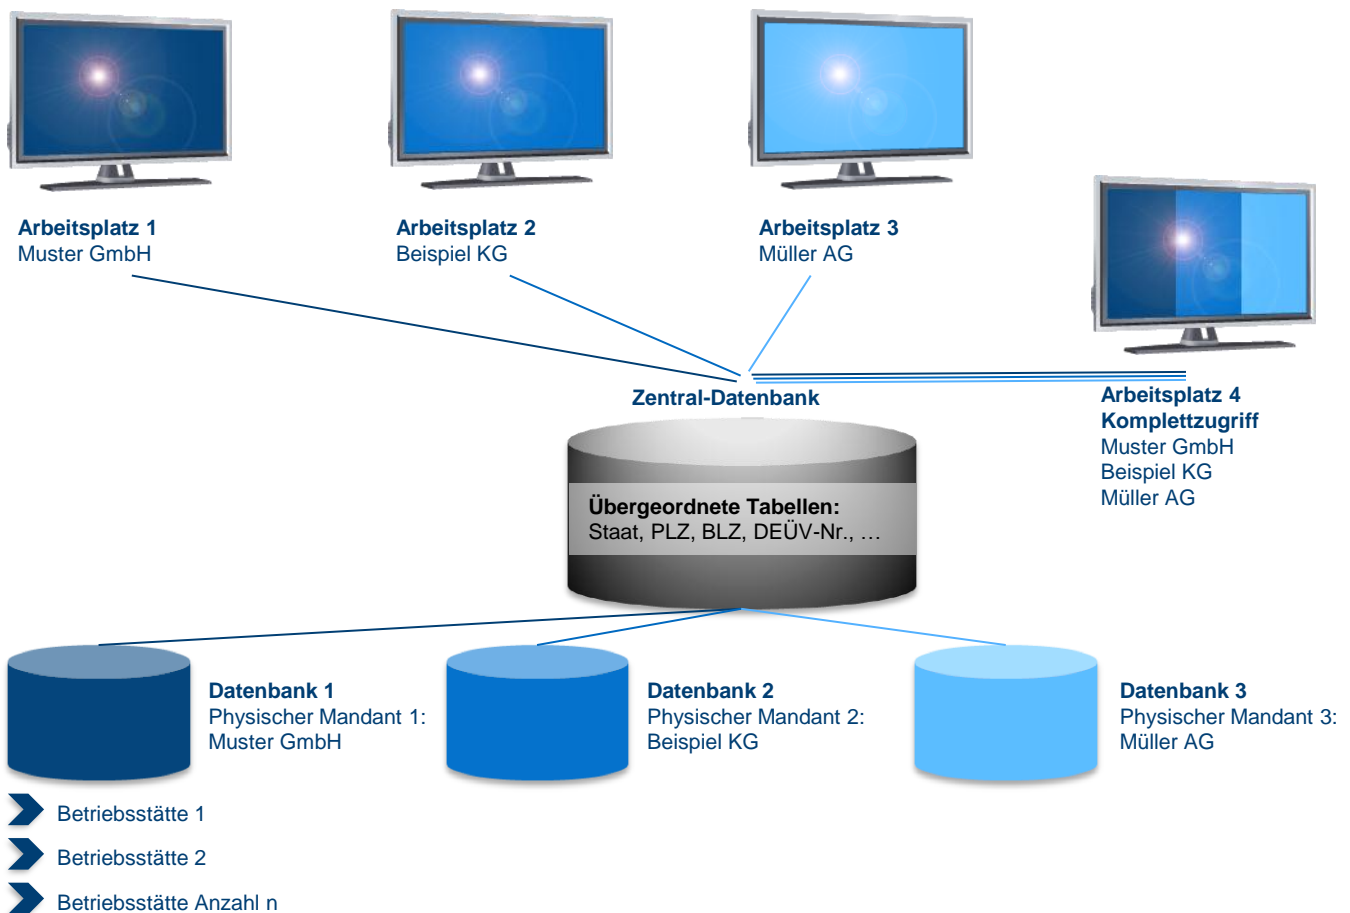 Arbeitsplatz 1
Muster GmbH
Arbeitsplatz 2
Beispiel KG
Arbeitsplatz 3
Müller AG
Arbeitsplatz 4
Komplettzugriff
Muster GmbH
Beispiel KG
Müller AG
Zentral-Datenbank
Übergeordnete Tabellen:
Staat, PLZ, BLZ, DEÜV-Nr., …
Datenbank 1
Physischer Mandant 1:
Muster GmbH
Datenbank 2
Physischer Mandant 2:
Beispiel KG
Datenbank 3
Physischer Mandant 3:
Müller AG
Betriebsstätte 1
Betriebsstätte 2
Betriebsstätte Anzahl n